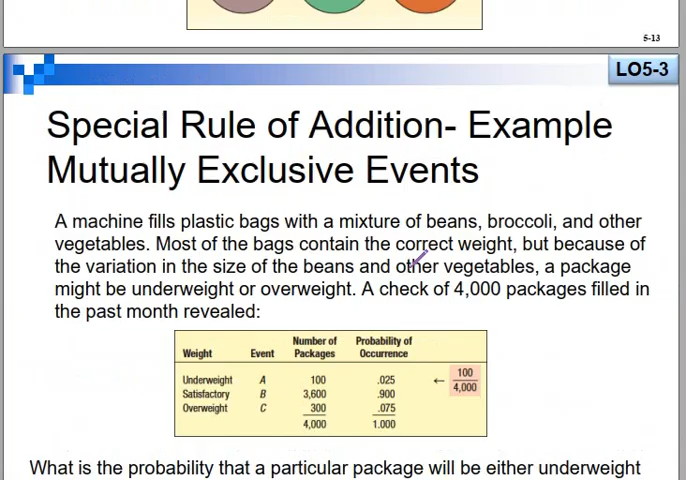 5-13
LO5-3
Special Rule of Addition- Example
Mutually Exclusive Events
A machine fills plastic bags with a mixture of beans, broccoli, and other
vegetables. Most of the bags contain the correct weight, but because of
the variation in the size of the beans and other vegetables, a package
might be underweight or overweight. A check of 4,000 packages filled in
the past month revealed:
Number of Probability of
Weight Event Packages Occurrence
Underweight A 100 .025 ← 100
4,000
Satisfactory B 3,600 .900
Overweight C 300 .075
4,000 1.000
What is the probability that a particular package will be either underweight